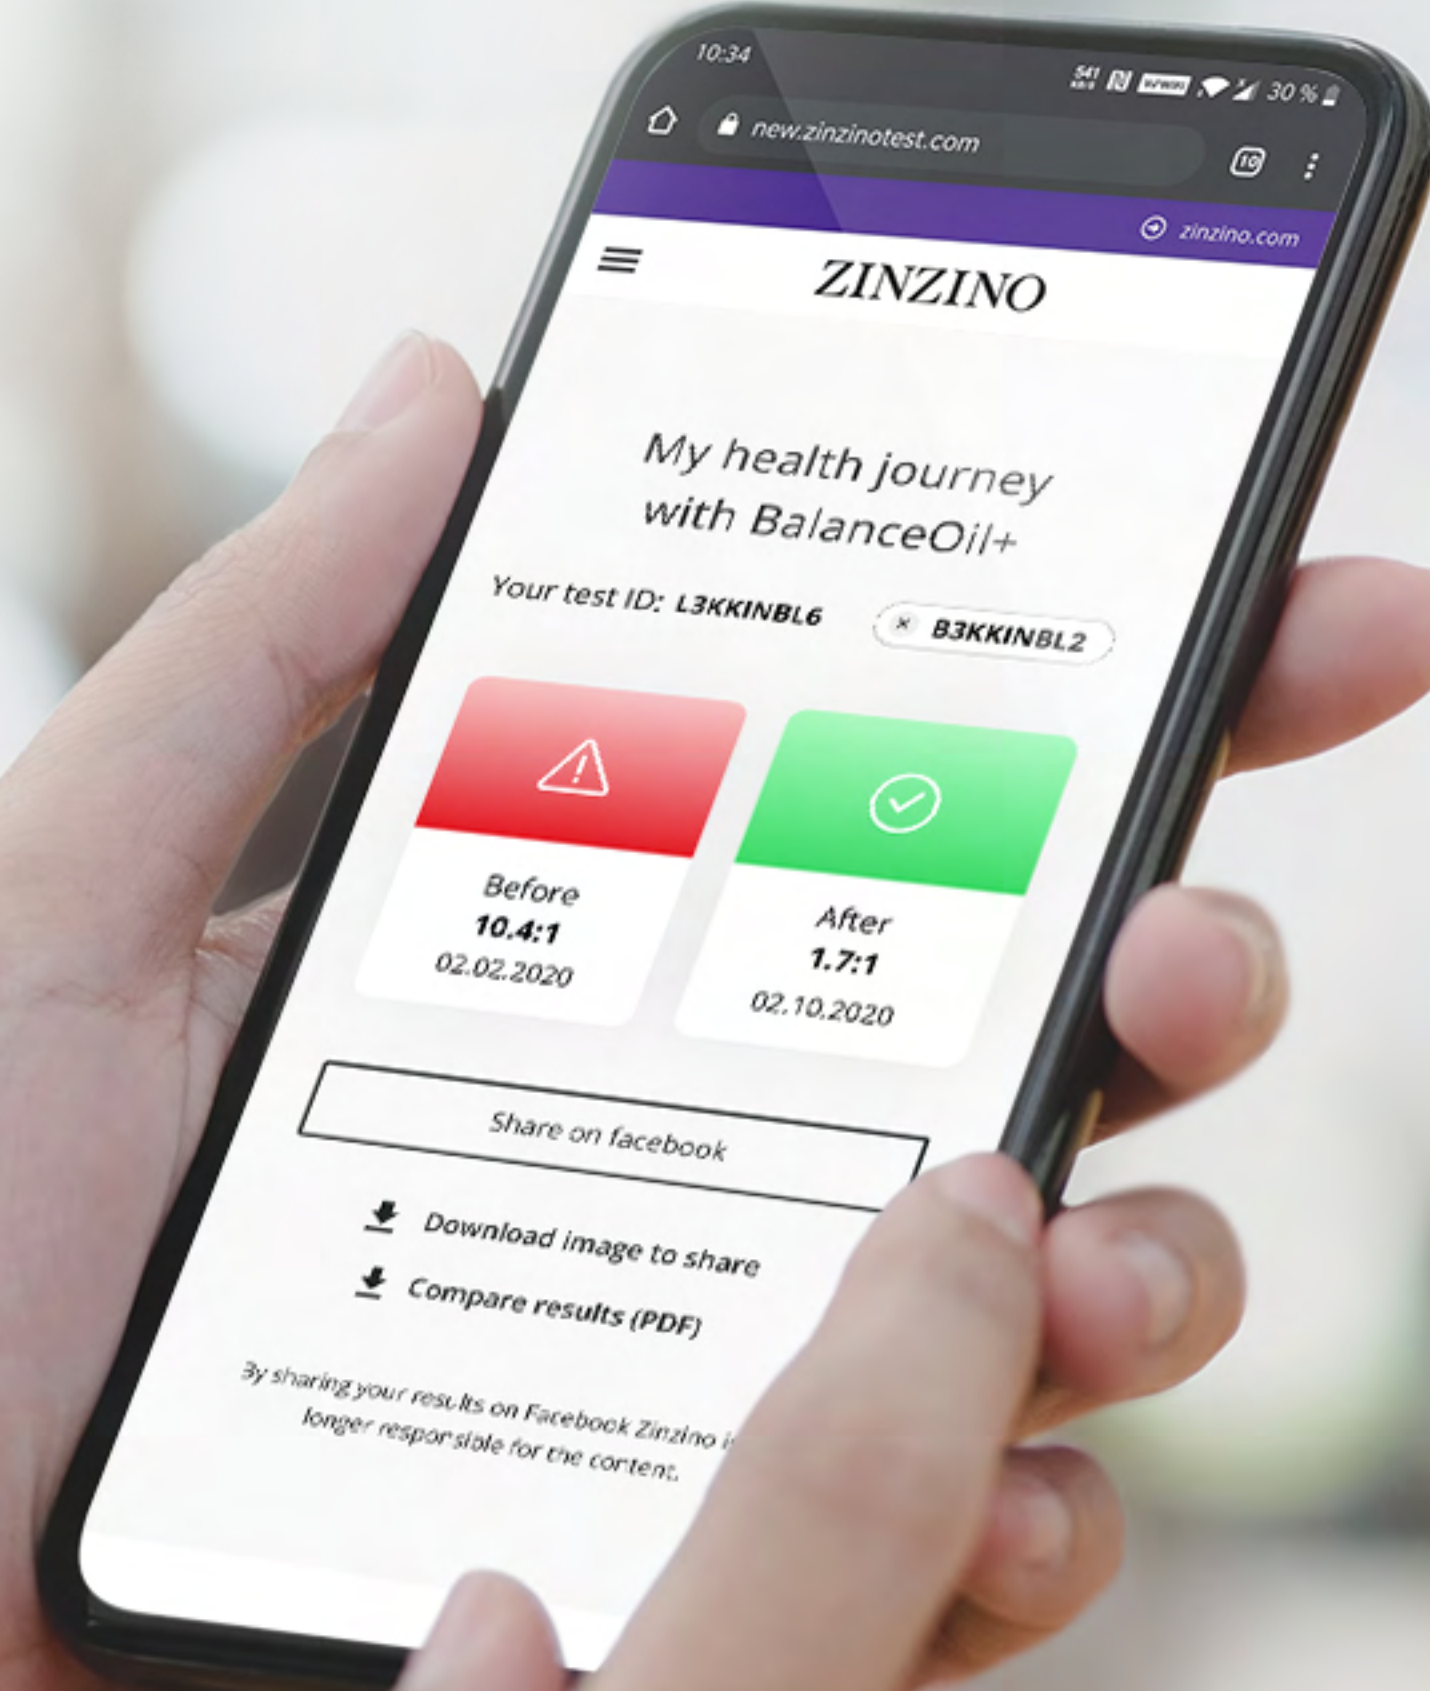 10:34
541
30 %
new.zinzinotest.com
10
zinzino.com
ZINZINO
My health journey
with BalanceOil+
Your test ID: L3KKINBL6
B3KKINBL2
Before
10.4:1
02.02.2020
After
1.7:1
02.10.2020
Share on facebook
Download image to share
Compare results (PDF)
By sharing your results on Facebook Zinzino
longer responsible for the content.